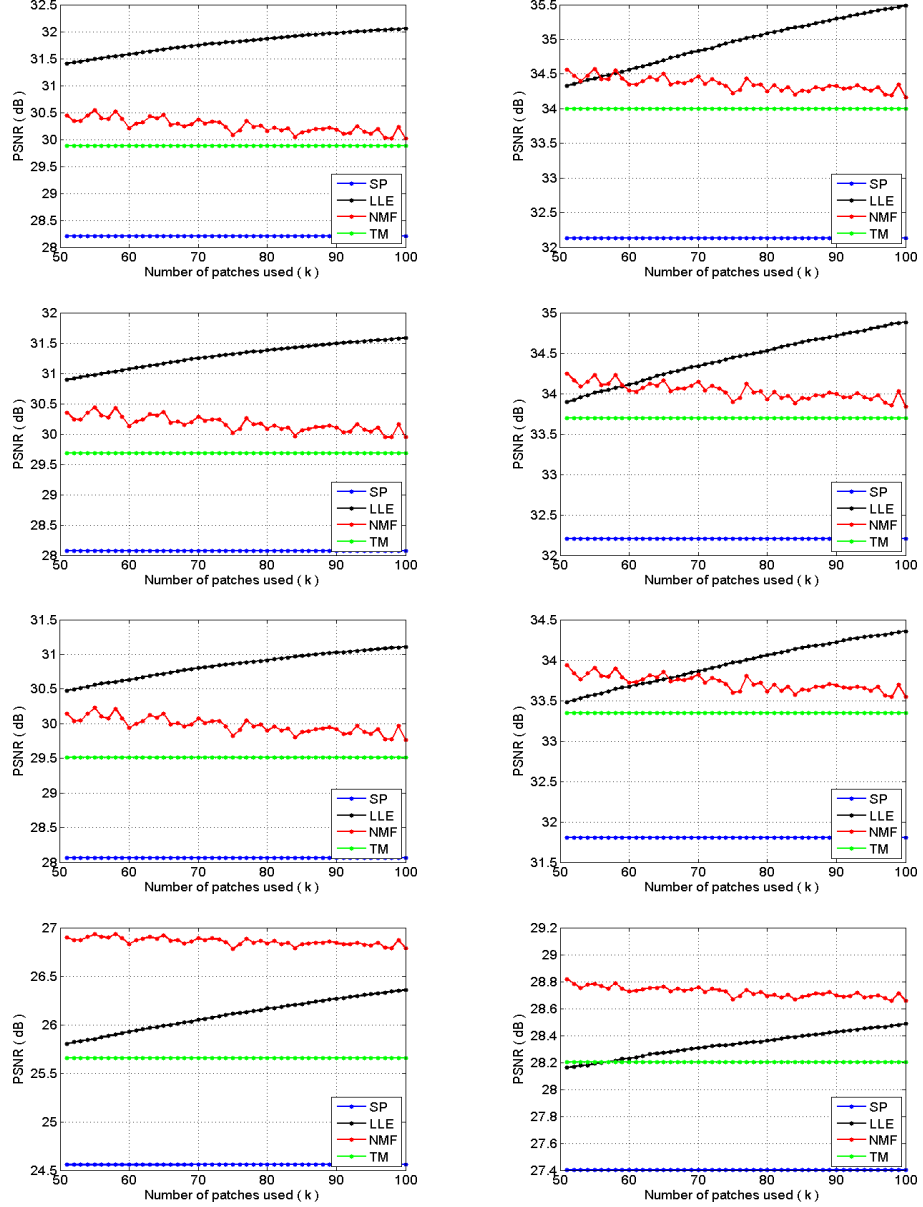 PSNR ( dB )
32.5
32
31.5
31
30.5
30
29.5
29
28.5
28
50 60 70 80 90 100
Number of patches used ( k )
SP
LLE
NMF
TM
PSNR ( dB )
35.5
35
34.5
34
33.5
33
32.5
32
50 60 70 80 90 100
Number of patches used ( k )
SP
LLE
NMF
TM
PSNR ( dB )
32
31.5
31
30.5
30
29.5
29
28.5
28
50 60 70 80 90 100
Number of patches used ( k )
SP
LLE
NMF
TM
PSNR ( dB )
35
34.5
34
33.5
33
32.5
32
50 60 70 80 90 100
Number of patches used ( k )
SP
LLE
NMF
TM
PSNR ( dB )
31.5
31
30.5
30
29.5
29
28.5
28
50 60 70 80 90 100
Number of patches used ( k )
SP
LLE
NMF
TM
PSNR ( dB )
34.5
34
33.5
33
32.5
32
31.5
50 60 70 80 90 100
Number of patches used ( k )
SP
LLE
NMF
TM
PSNR ( dB )
27
26.5
26
25.5
25
24.5
50 60 70 80 90 100
Number of patches used ( k )
SP
LLE
NMF
TM
PSNR ( dB )
29.2
29
28.8
28.6
28.4
28.2
28
27.8
27.6
27.4
50 60 70 80 90 100
Number of patches used ( k )
SP
LLE
NMF
TM